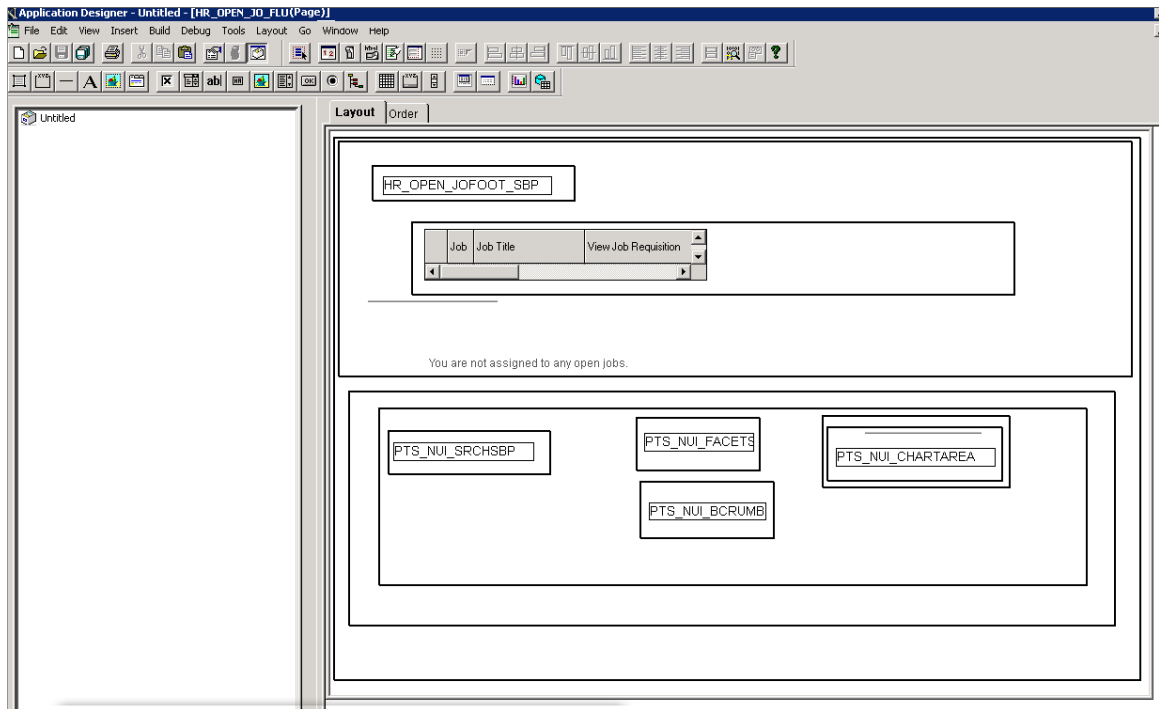 Application Designer - Untitled - [HR_OPEN_JO_FLU(Page)]
File Edit View Insert Build Debug Tools Layout Go Window Help
Untitled
Layout Order
HR_OPEN_JOFOOT_SBP
Job Job Title View Job Requisition
You are not assigned to any open jobs.
PTS_NUI_SRCHSBP
PTS_NUI_FACETS
PTS_NUI_CHARTAREA
PTS_NUI_BCRUMB